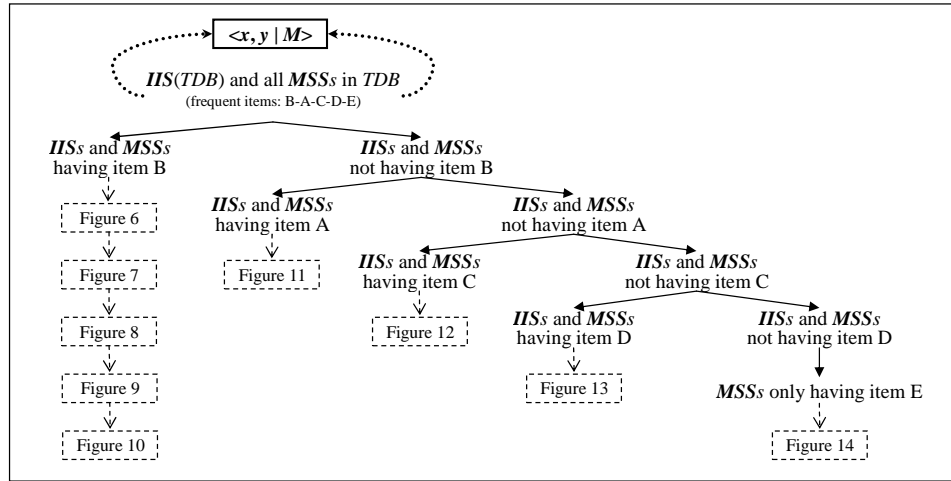 <x, y | M>
IIS(TDB) and all MSSs in TDB
(frequent items: B-A-C-D-E)
IISs and MSSs
having item B
IISs and MSSs
not having item B
Figure 6
IISs and MSSs
having item A
IISs and MSSs
not having item A
Figure 7
Figure 11
IISs and MSSs
having item C
IISs and MSSs
not having item C
Figure 8
Figure 12
IISs and MSSs
having item D
IISs and MSSs
not having item D
Figure 9
Figure 13
MSSs only having item E
Figure 10
Figure 14